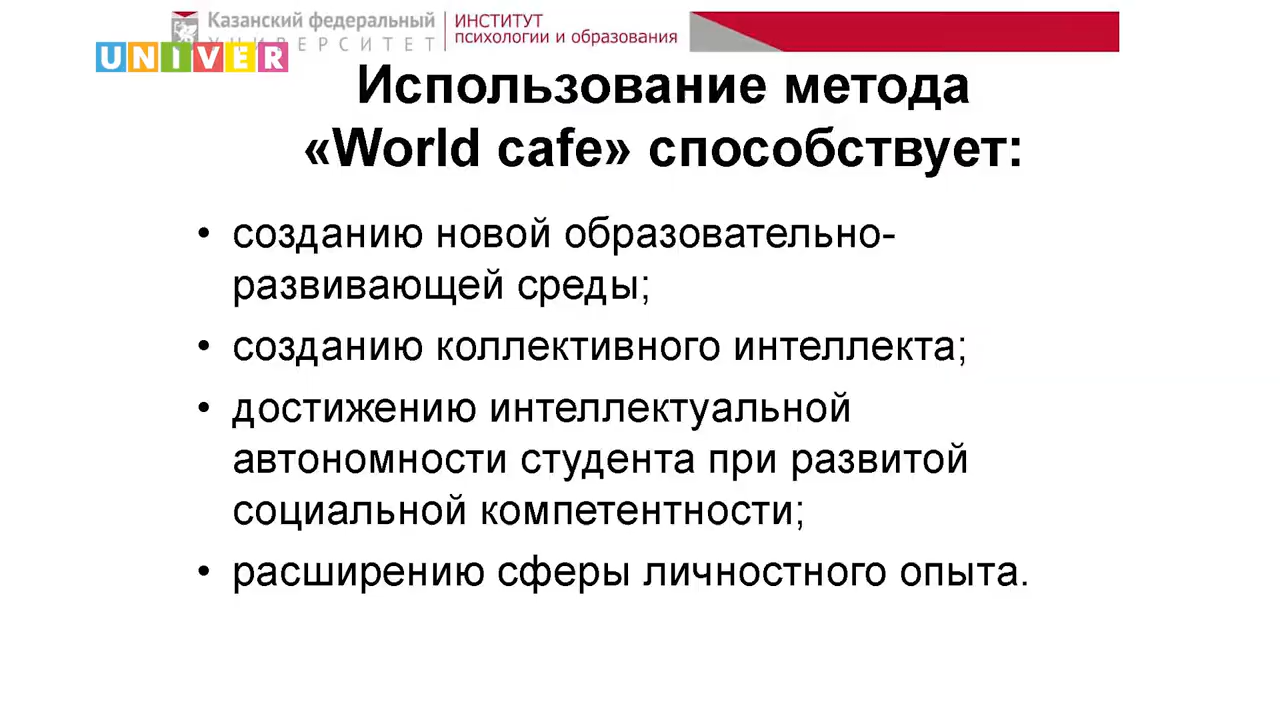 Казанский федеральный
УНИВЕРСИТЕТ
ИНСТИТУТ
психологии и образования
UNIVER
Использование метода
«World cafe» способствует:
• созданию новой образовательно-
развивающей среды;
• созданию коллективного интеллекта;
• достижению интеллектуальной
автономности студента при развитой
социальной компетентности;
• расширению сферы личностного опыта.